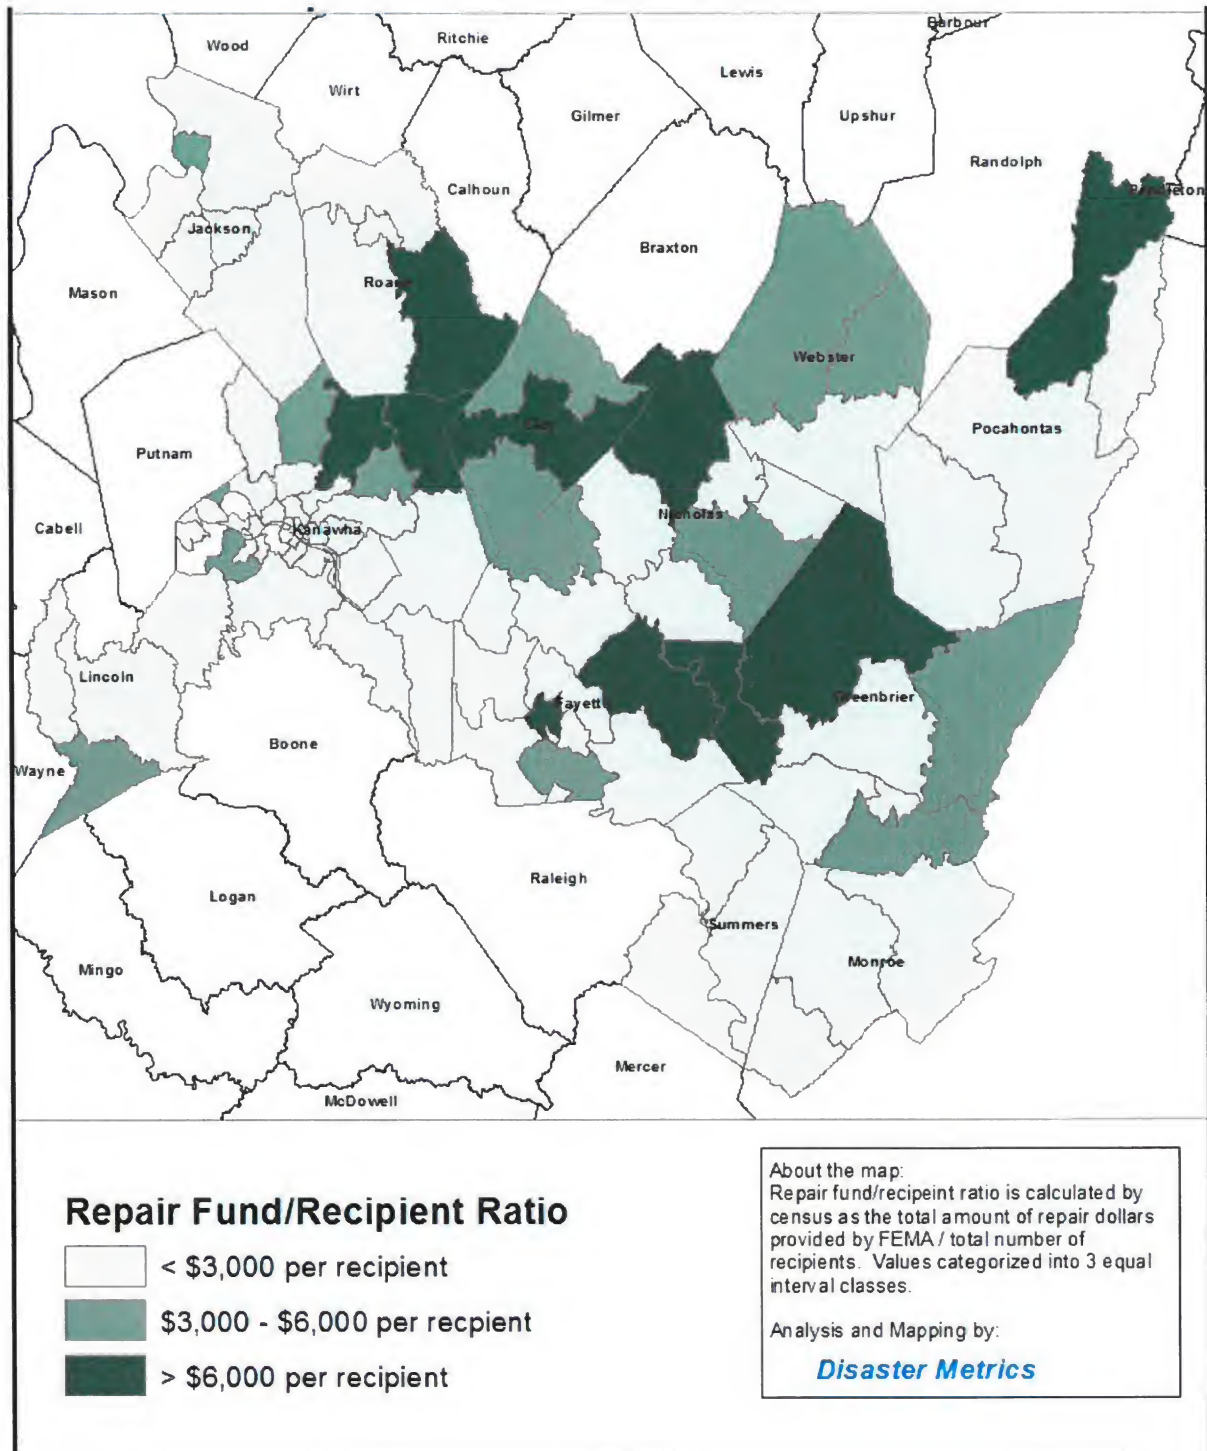 Barbour
Wood
Ritchie
Lewis
Wirt
Gilmer
Upshur
Randolph
Calhoun
Pendleton
Jackson
Braxton
Roane
Mason
Webster
Clay
Pocahontas
Putnam
Nicholas
Cabell
Kanawha
Lincoln
Greenbrier
Fayette
Boone
Wayne
Raleigh
Logan
Summers
Monroe
Mingo
Wyoming
Mercer
McDowell
Repair Fund/Recipient Ratio
< $3,000 per recipient
$3,000 - $6,000 per recpient
> $6,000 per recipient
About the map:
Repair fund/recipeint ratio is calculated by
census as the total amount of repair dollars
provided by FEMA / total number of
recipients. Values categorized into 3 equal
interval classes.
Analysis and Mapping by:
Disaster Metrics